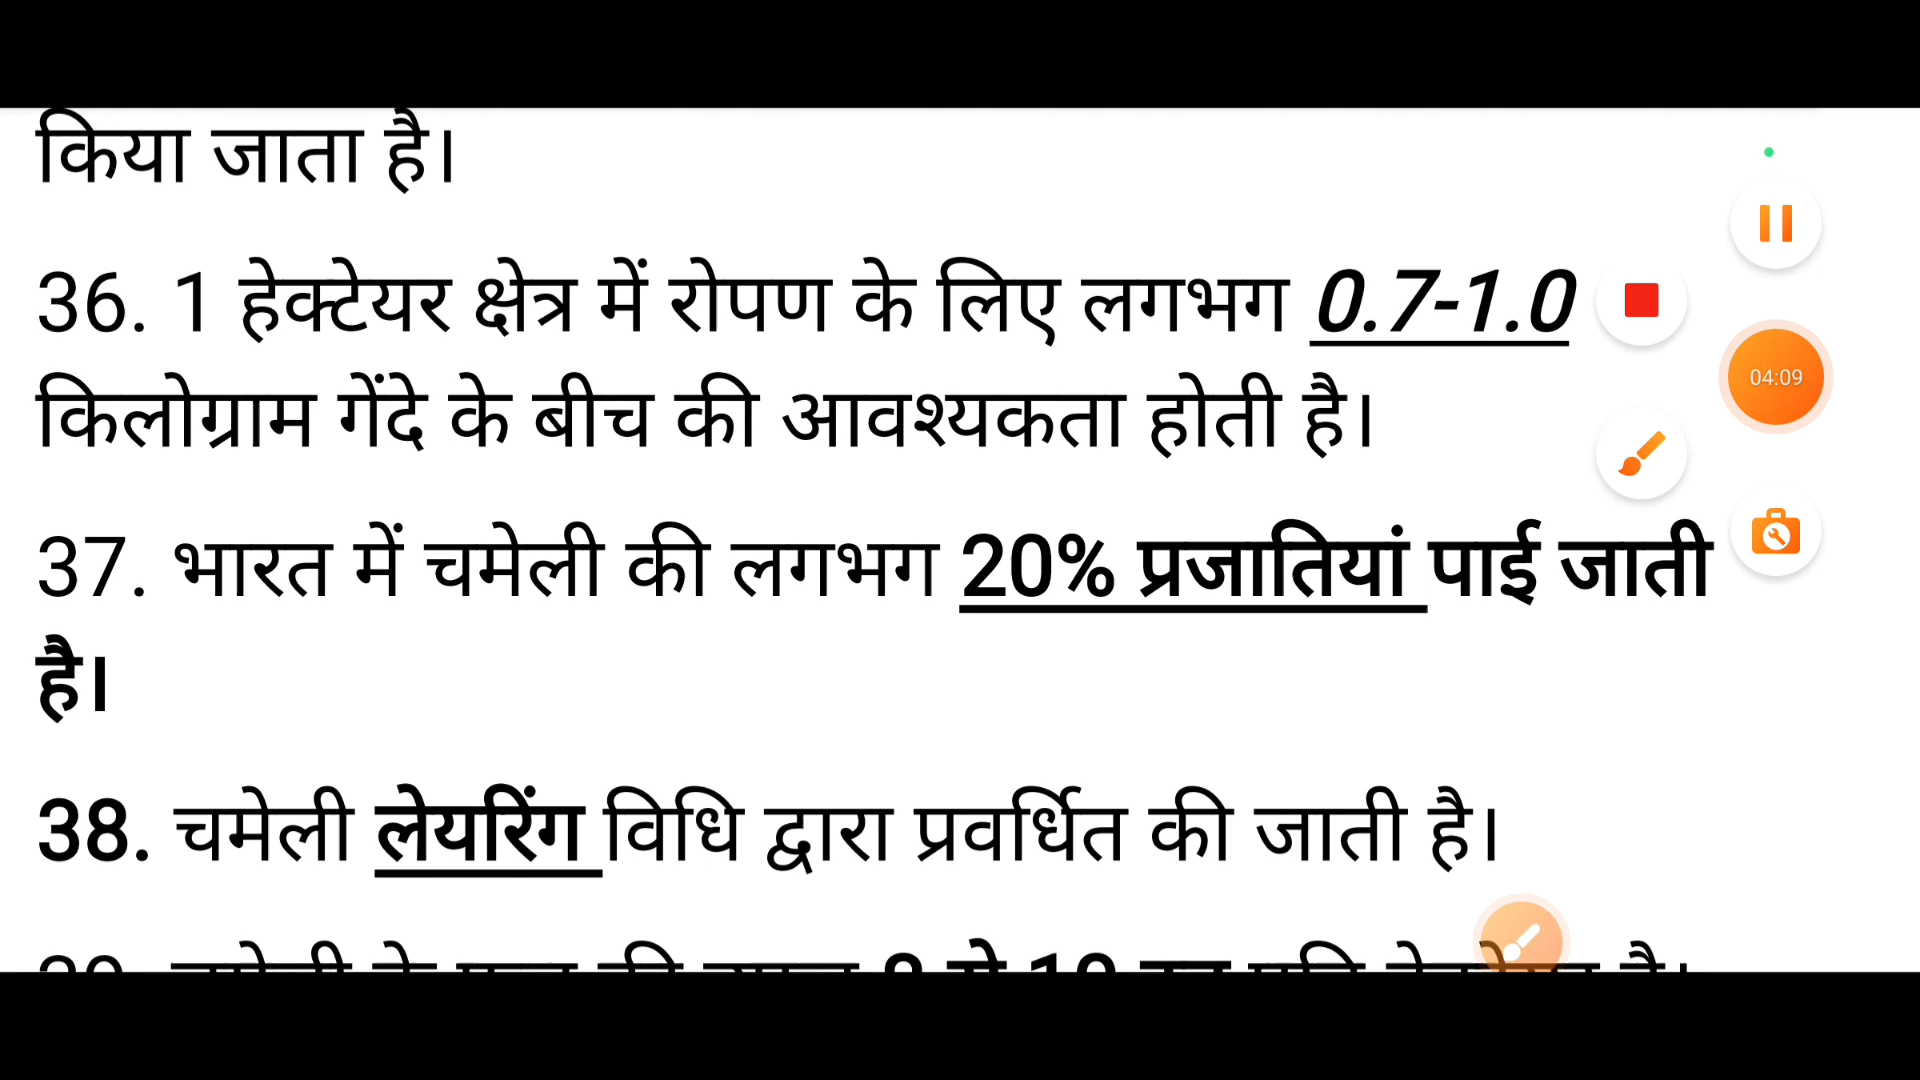 किया जाता है।
36. 1 हेक्टेयर क्षेत्र में रोपण के लिए लगभग 0.7-1.0
किलोग्राम गेंदे के बीच की आवश्यकता होती है।
04:09
37. भारत में चमेली की लगभग 20% प्रजातियां पाई जाती
है।
38. चमेली लेयरिंग विधि द्वारा प्रवर्धित की जाती है।